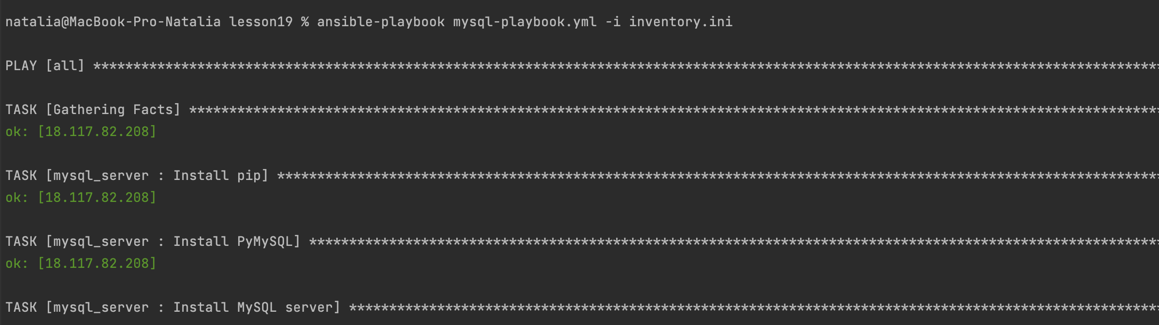 natalia@MacBook-Pro-Natalia lesson19 % ansible-playbook mysql-playbook.yml -i inventory.ini
PLAY [all] **************************************************************************************************************************************
TASK [Gathering Facts] **************************************************************************************************************************
ok: [18.117.82.208]
TASK [mysql_server : Install pip] ***************************************************************************************************************
ok: [18.117.82.208]
TASK [mysql_server : Install PyMySQL] ***********************************************************************************************************
ok: [18.117.82.208]
TASK [mysql_server : Install MySQL server] ******************************************************************************************************